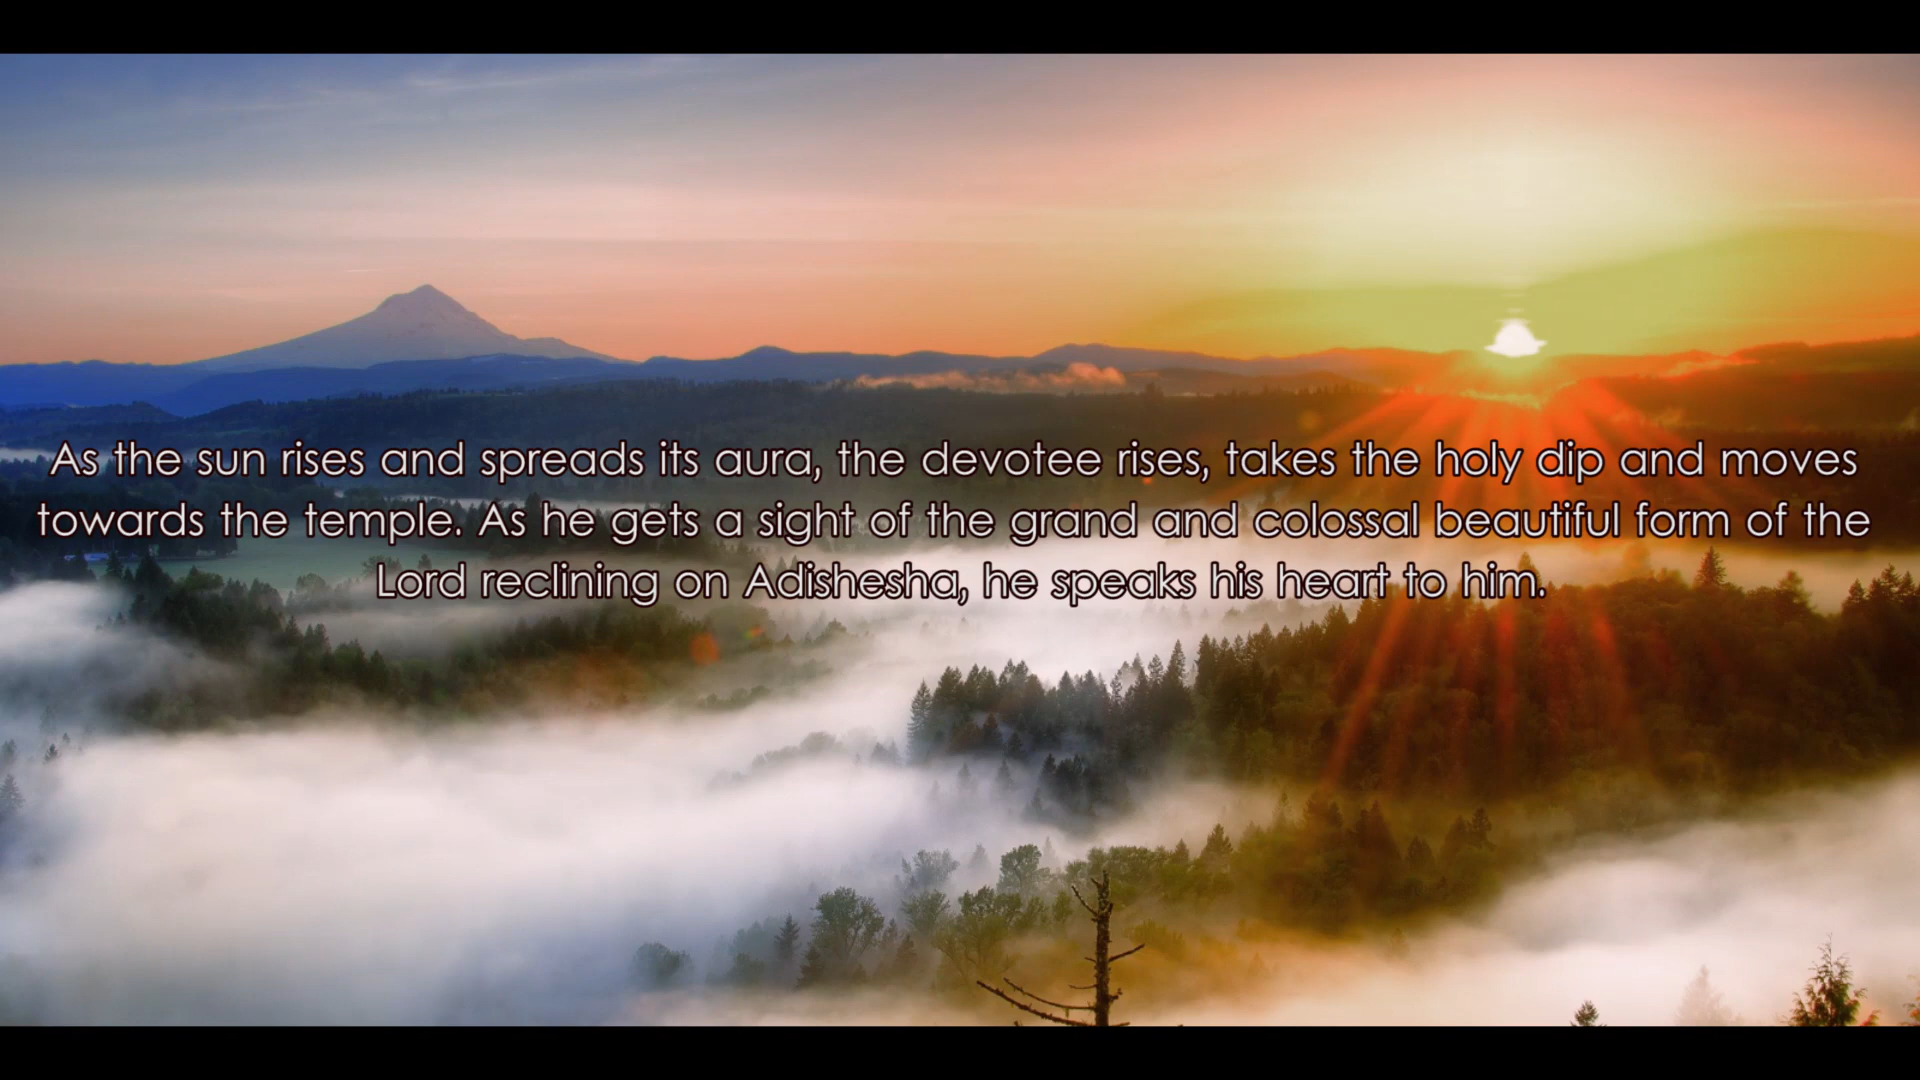 As the sun rises and spreads its aura, the devotee rises, takes the holy dip and moves
towards the temple. As he gets a sight of the grand and colossal beautiful form of the
Lord reclining on Adishesha, he speaks his heart to him.